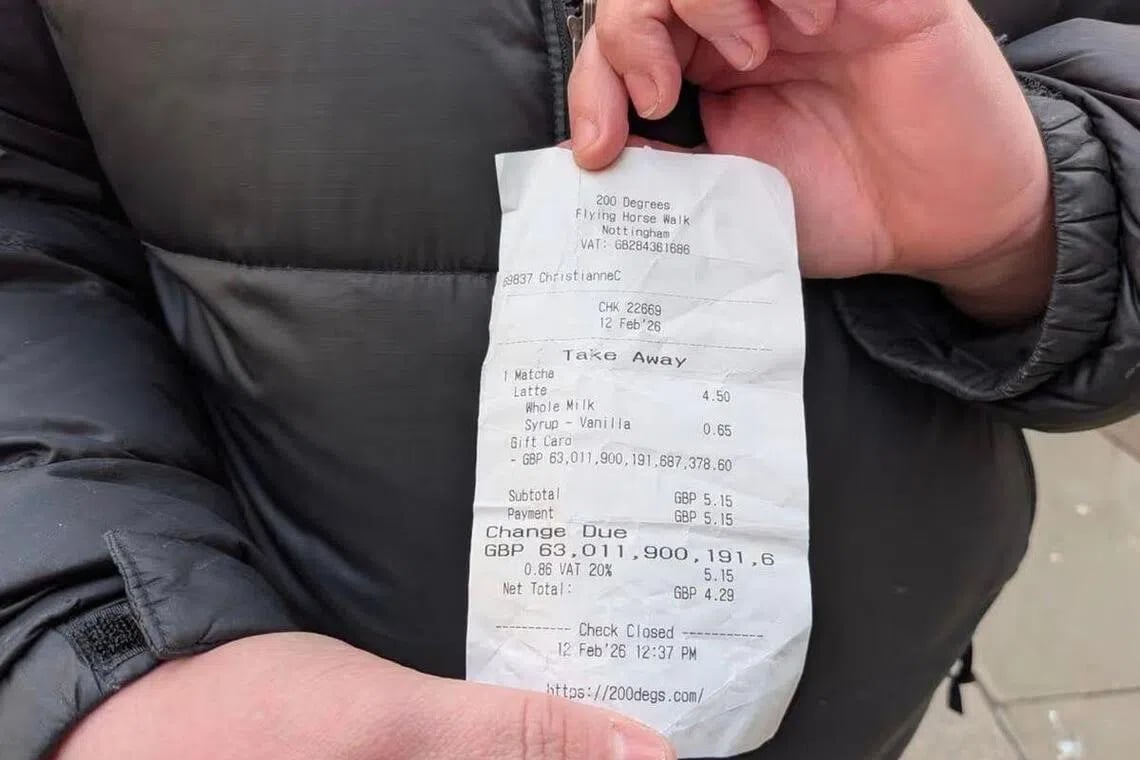 200 Degrees
Flying Horse Walk
Nottingham
VAT: GB284361686
69837 ChristianneC
CHK 22669
12 Feb'26
Take Away
1 Matcha
Latte 4.50
Whole Milk
Syrup - Vanilla 0.65
Gift Card
- GBP 63,011,900,191,687,378.60
Subtotal GBP 5.15
Payment GBP 5.15
Change Due
GBP 63,011,900,191,6
0.86 VAT 20% 5.15
Net Total: GBP 4.29
----------- Check Closed ------------
12 Feb'26 12:37 PM
https://200degs.com/